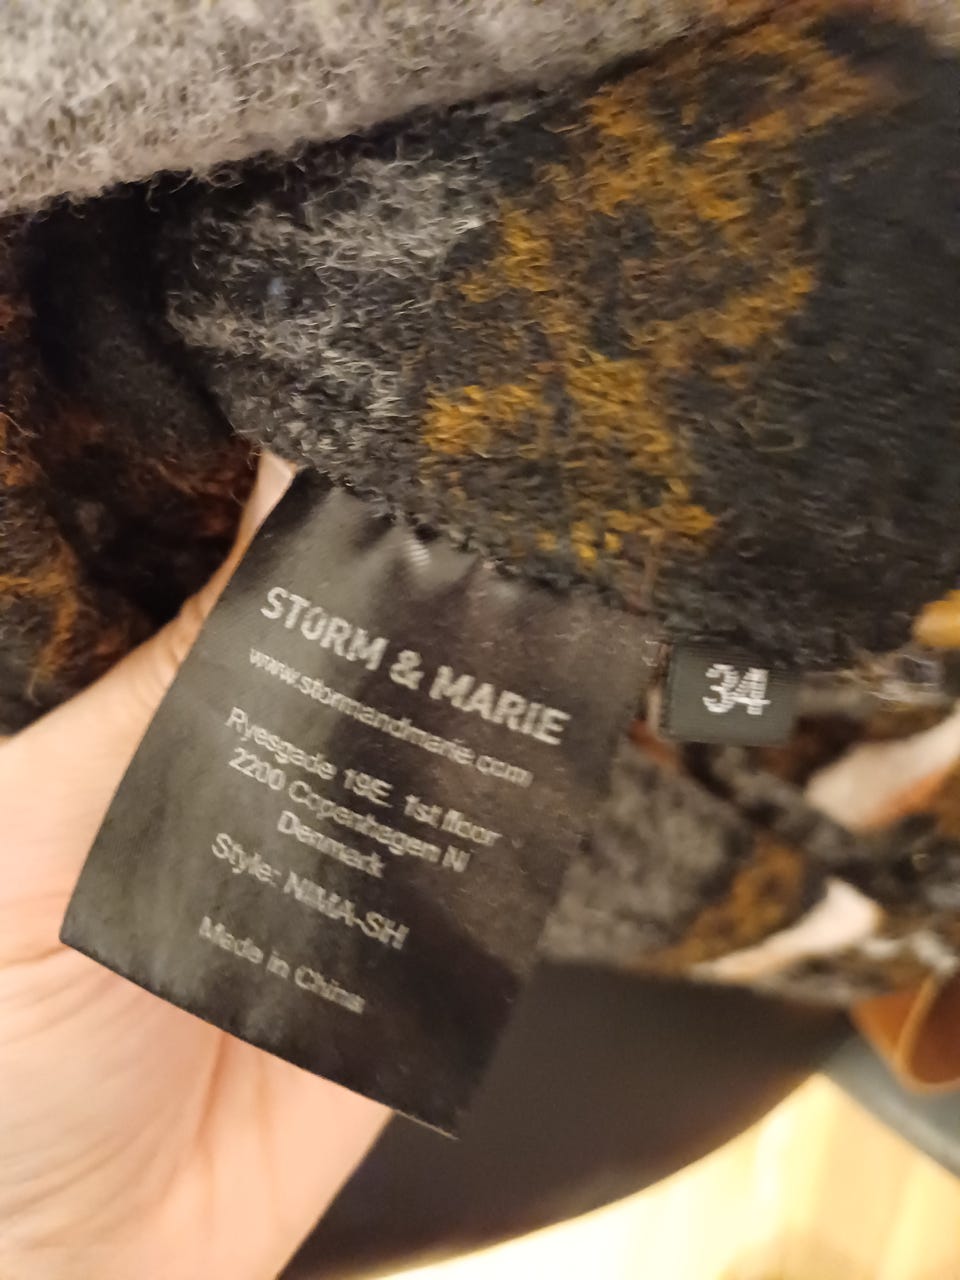 STORM & MARIE
www.stormandmarie.com
Ryesgade 19E. 1st floor
2200 Copenhagen N
Denmark
Style: NIMA-SH
Made in China
34